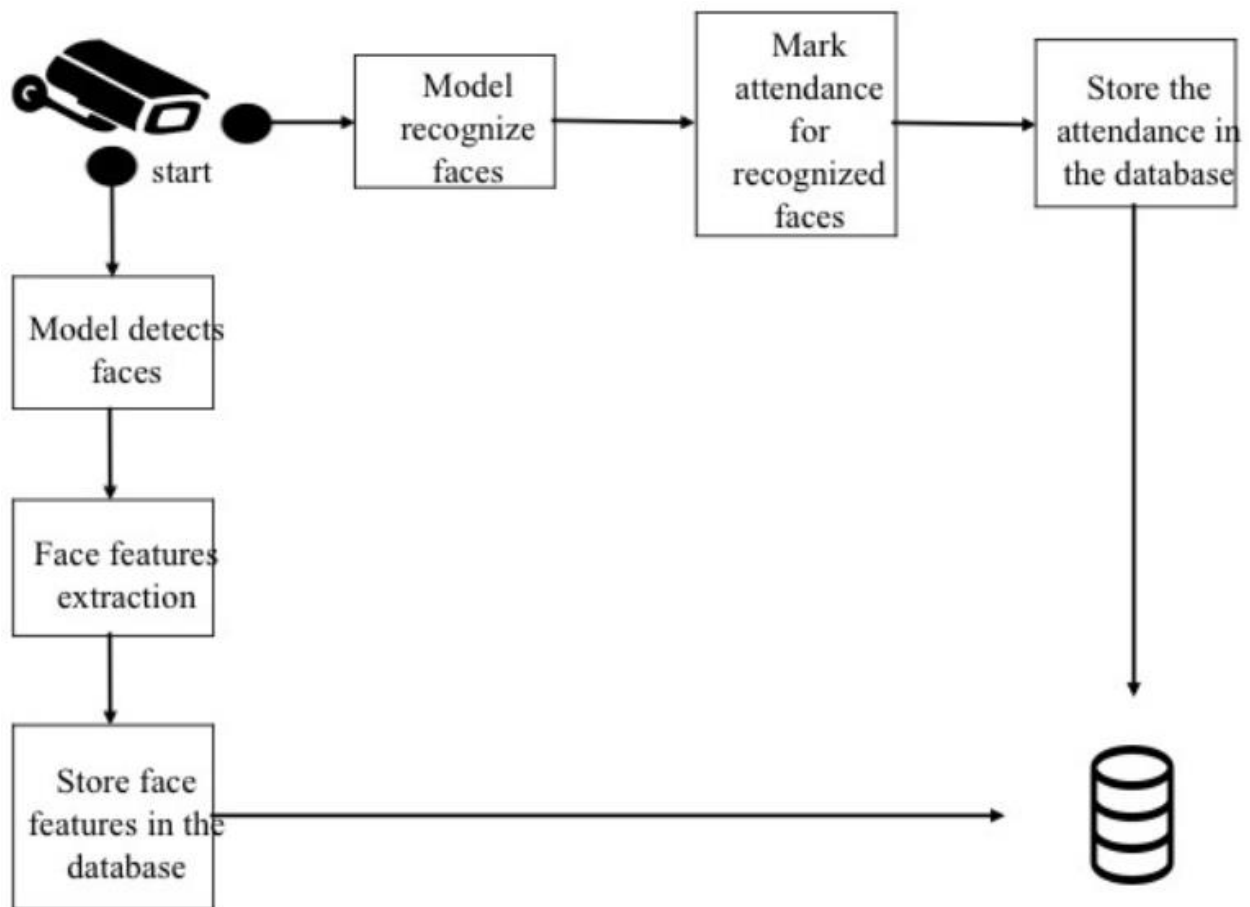 start
Model
recognize
faces
Mark
attendance
for
recognized
faces
Store the
attendance in
the database
Model detects
faces
Face features
extraction
Store face
features in the
database